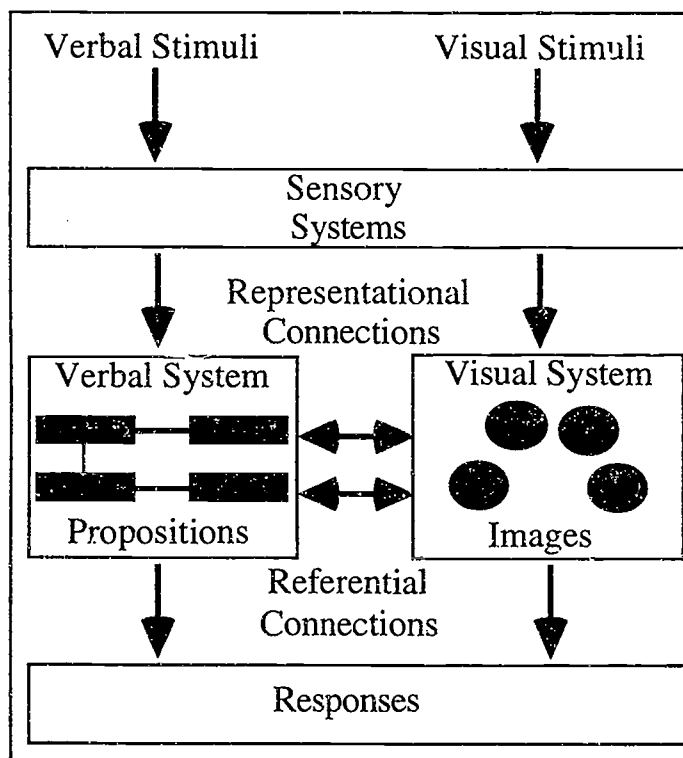 Verbal Stimuli
Visual Stimuli
Sensory
Systems
Representational
Connections
Verbal System
Visual System
Propositions
Images
Referential
Connections
Responses